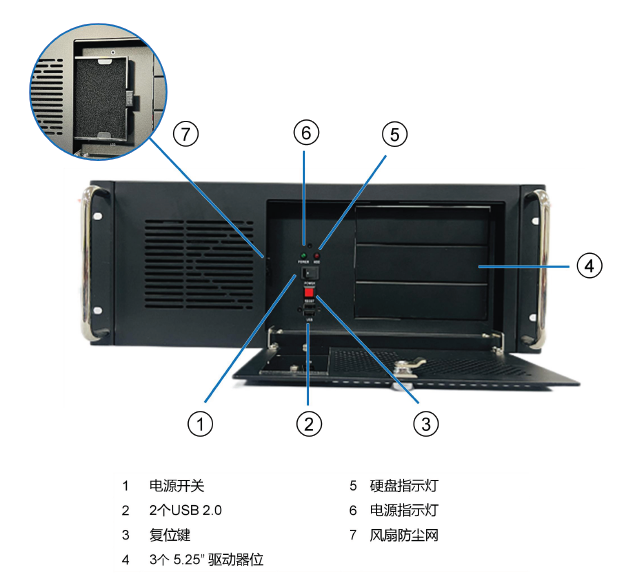 ⑦ ⑥ ⑤
④
POWER HDD
POWER
RESET
USB
① ② ③
1 电源开关
2 2个USB 2.0
3 复位键
4 3个 5.25" 驱动器位
5 硬盘指示灯
6 电源指示灯
7 风扇防尘网